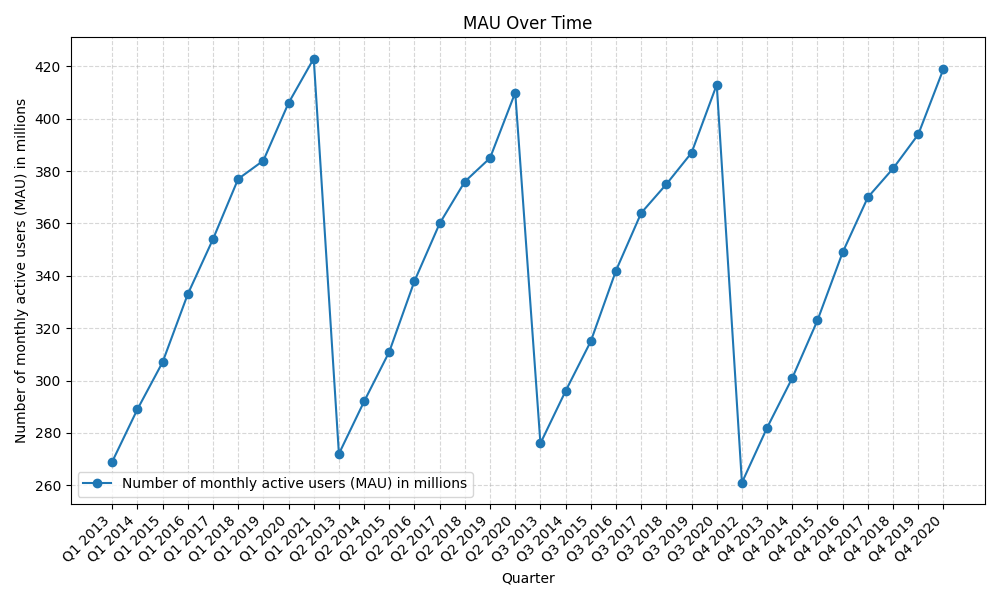 MAU Over Time
Number of monthly active users (MAU) in millions
420
400
380
360
340
320
300
280
260
Number of monthly active users (MAU) in millions
Q1 2013
Q1 2014
Q1 2015
Q1 2016
Q1 2017
Q1 2018
Q1 2019
Q1 2020
Q1 2021
Q2 2013
Q2 2014
Q2 2015
Q2 2016
Q2 2017
Q2 2018
Q2 2019
Q2 2020
Q3 2013
Q3 2014
Q3 2015
Q3 2016
Q3 2017
Q3 2018
Q3 2019
Q3 2020
Q4 2012
Q4 2013
Q4 2014
Q4 2015
Q4 2016
Q4 2017
Q4 2018
Q4 2019
Q4 2020
Quarter